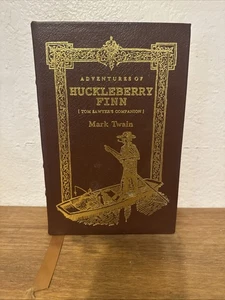 ADVENTURES OF
HUCKLEBERRY
FINN
[ TOM SAWYER'S COMPANION ]
Mark Twain